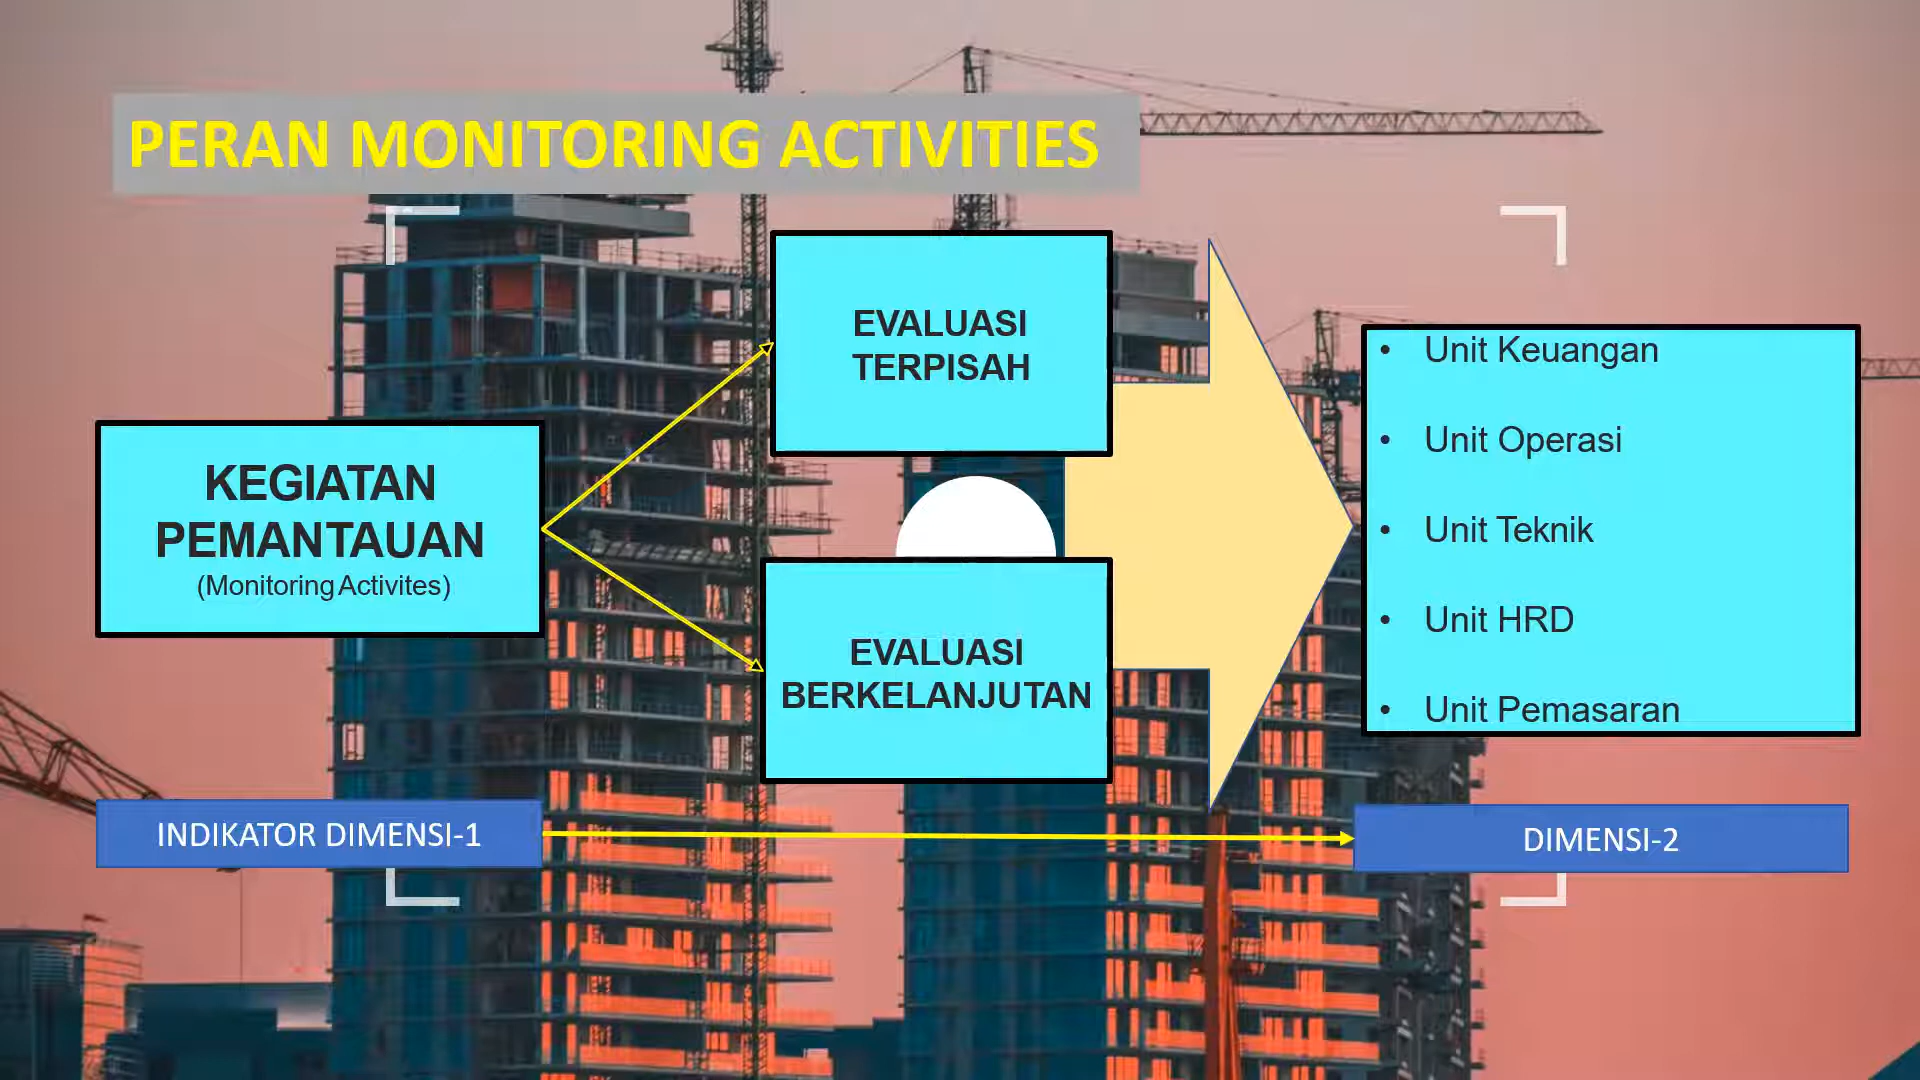 PERAN MONITORING ACTIVITIES
KEGIATAN
PEMANTAUAN
(Monitoring Activites)
EVALUASI
TERPISAH
EVALUASI
BERKELANJUTAN
• Unit Keuangan
• Unit Operasi
• Unit Teknik
• Unit HRD
• Unit Pemasaran
INDIKATOR DIMENSI-1
DIMENSI-2